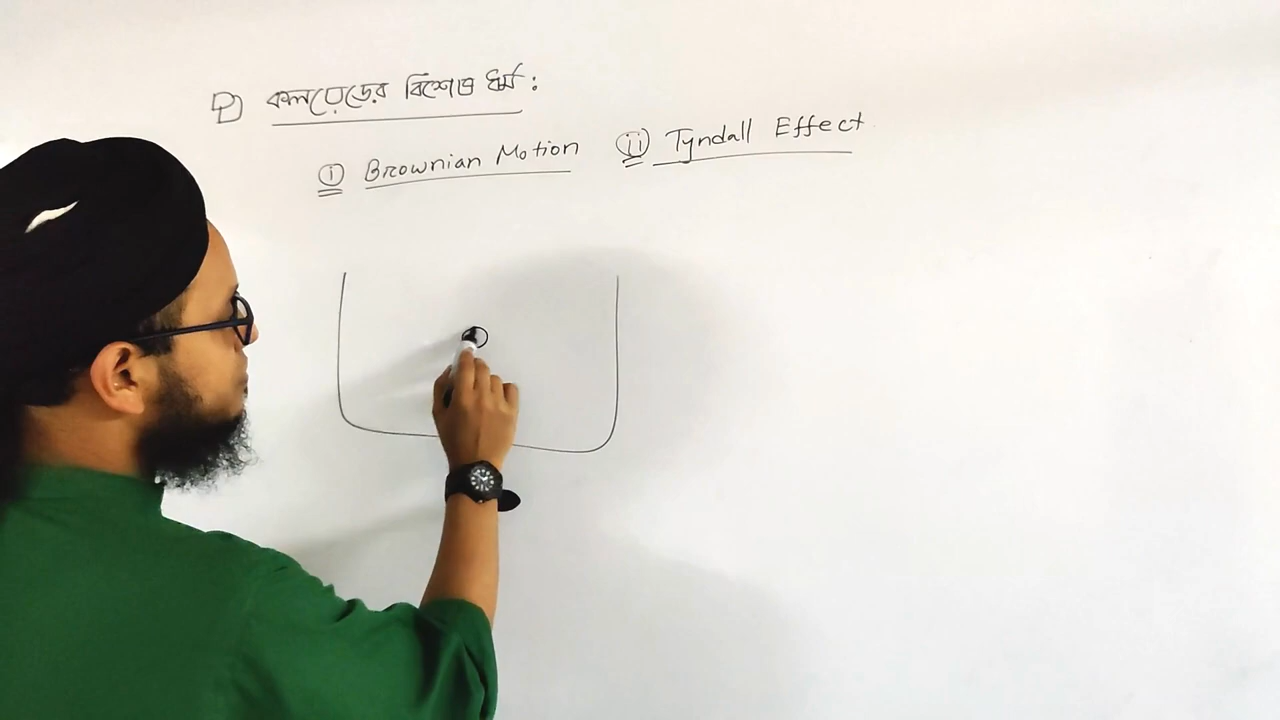 D) কলয়েডের বিশেষ ধর্ম :
i Brownian Motion ii Tyndall Effect